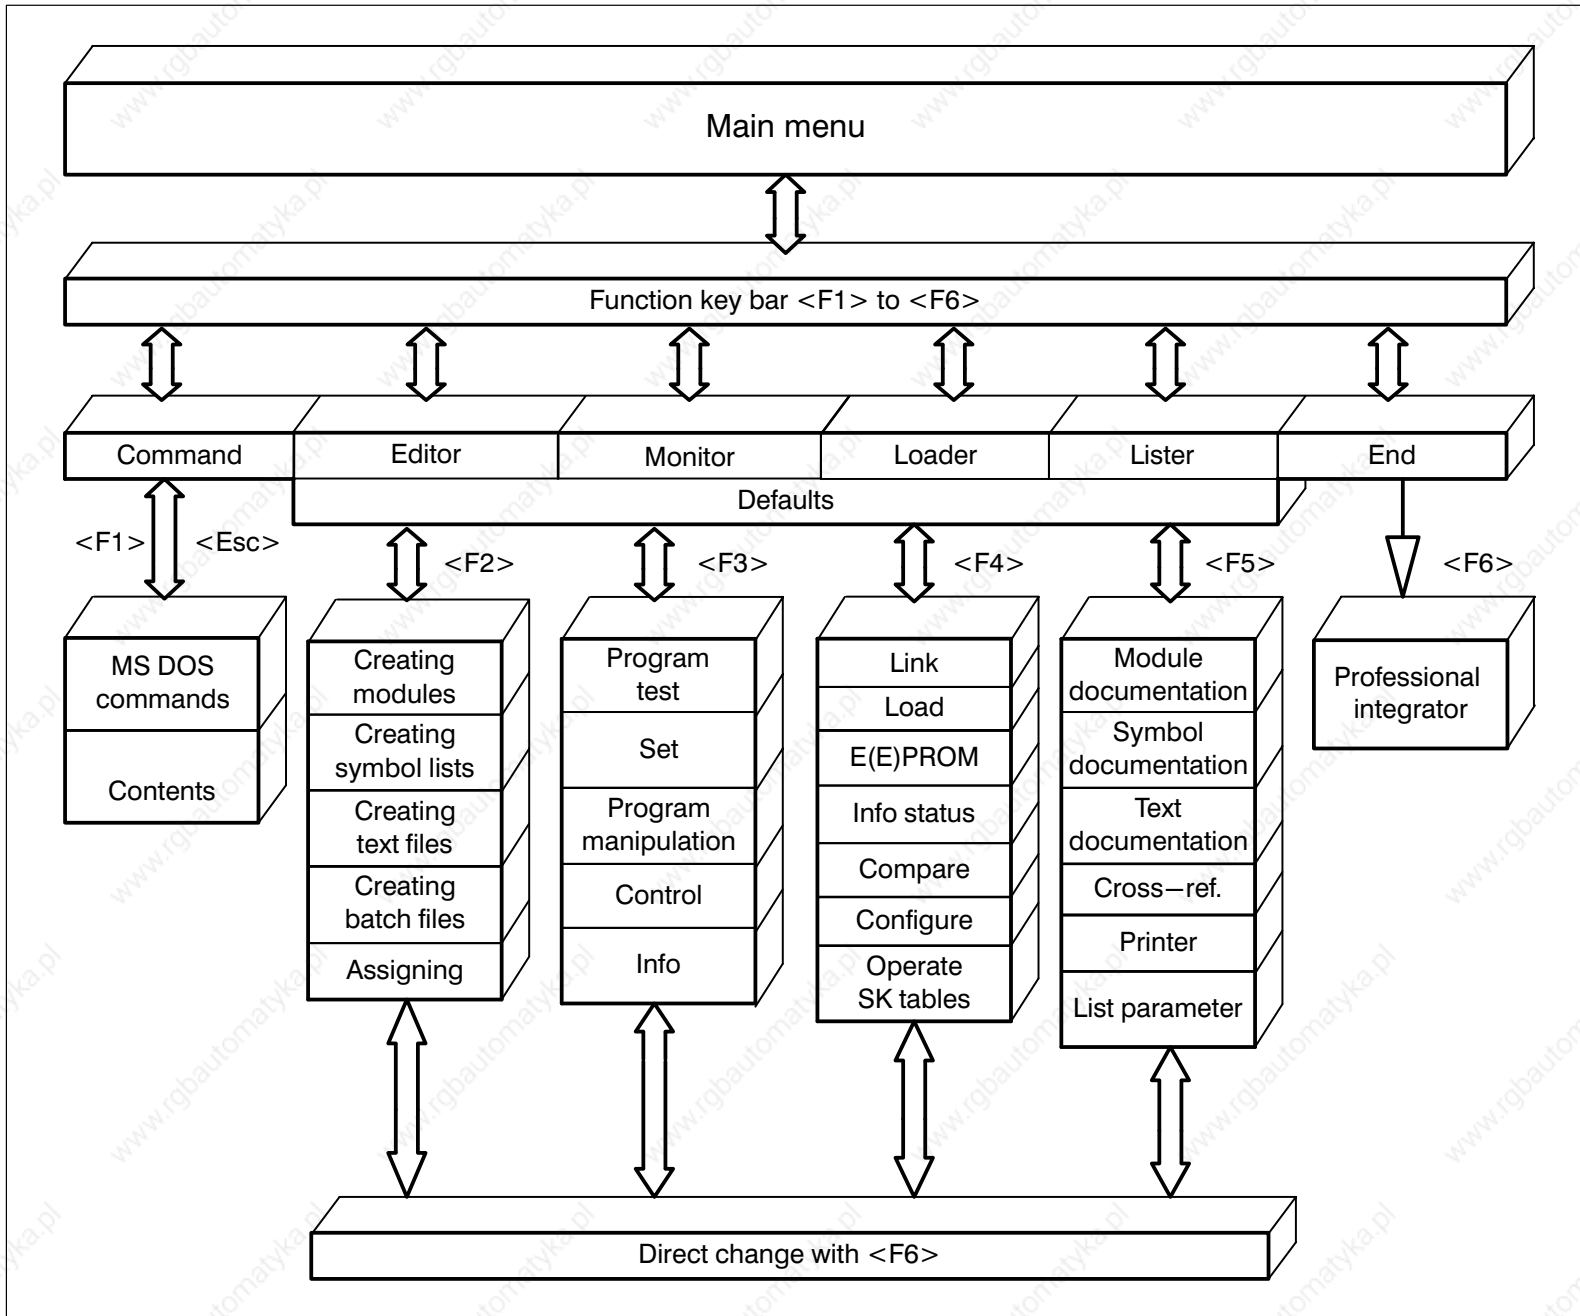 Main menu
Function key bar <F1> to <F6>
Command
Editor
Monitor
Loader
Lister
End
Defaults
<F1>
<Esc>
<F2>
<F3>
<F4>
<F5>
<F6>
MS DOS
commands
Contents
Creating
modules
Creating
symbol lists
Creating
text files
Creating
batch files
Assigning
Program
test
Set
Program
manipulation
Control
Info
Link
Load
E(E)PROM
Info status
Compare
Configure
Operate
SK tables
Module
documentation
Symbol
documentation
Text
documentation
Cross–ref.
Printer
List parameter
Professional
integrator
Direct change with <F6>
www.rgbautomatyka.pl